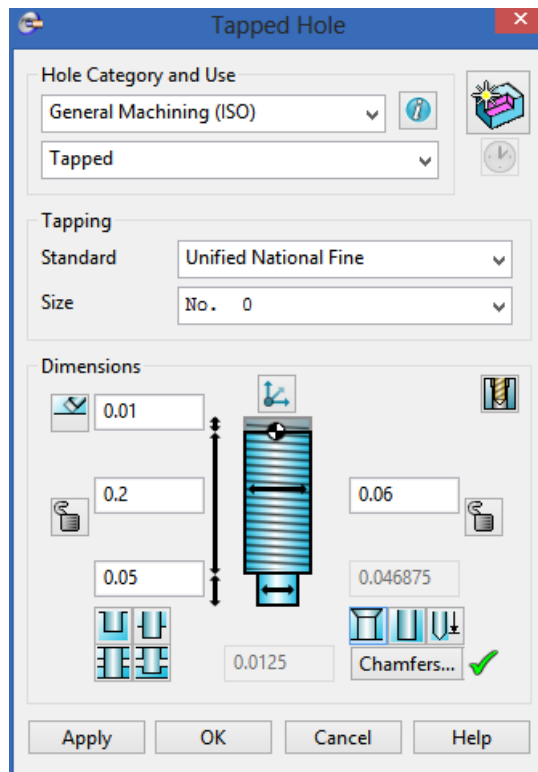 Tapped Hole
Hole Category and Use
General Machining (ISO)
Tapped
Tapping
Standard Unified National Fine
Size No. 0
Dimensions
0.01
0.2 0.06
0.05 0.046875
0.0125 Chamfers...
Apply OK Cancel Help